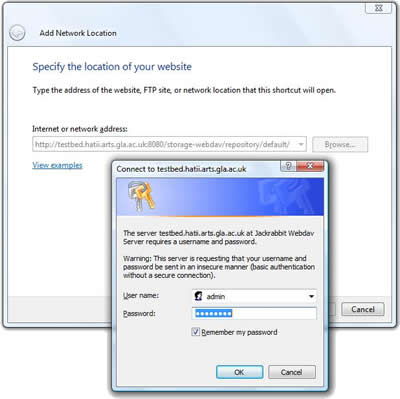 Add Network Location
Specify the location of your website
Type the address of the website, FTP site, or network location that this shortcut will open.
Internet or network address:
http://testbed.hatii.arts.gla.ac.uk:8080/storage-webdav/repository/default/
Browse...
View examples
Connect to testbed.hatii.arts.gla.ac.uk
The server testbed.hatii.arts.gla.ac.uk at Jackrabbit Webdav
Server requires a username and password.
Warning: This server is requesting that your username and
password be sent in an insecure manner (basic authentication
without a secure connection).
User name:
admin
Password:
••••••••
Remember my password
OK
Cancel
Cancel